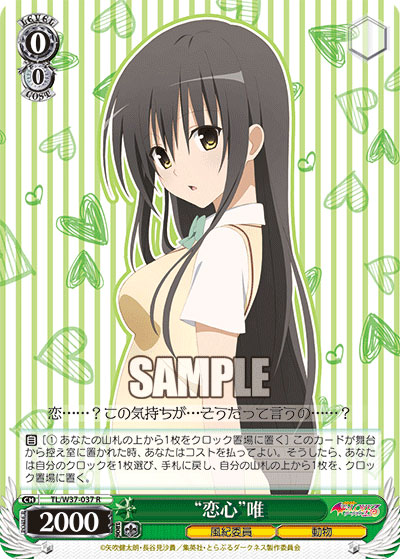 LEVEL
0
0
COST
SAMPLE
恋……？この気持ちが…そうだって言うの……？
自 [① あなたの山札の上から1枚をクロック置場に置く] このカードが舞台
から控え室に置かれた時、あなたはコストを払ってよい。そうしたら、あなた
は自分のクロックを1枚選び、手札に戻し、自分の山札の上から1枚を、クロ
ック置場に置く。
CH TL/W37-037 R
2000
“恋心”唯
風紀委員
動物
©矢吹健太朗・長谷見沙貴／集英社・とらぶるダークネス製作委員会